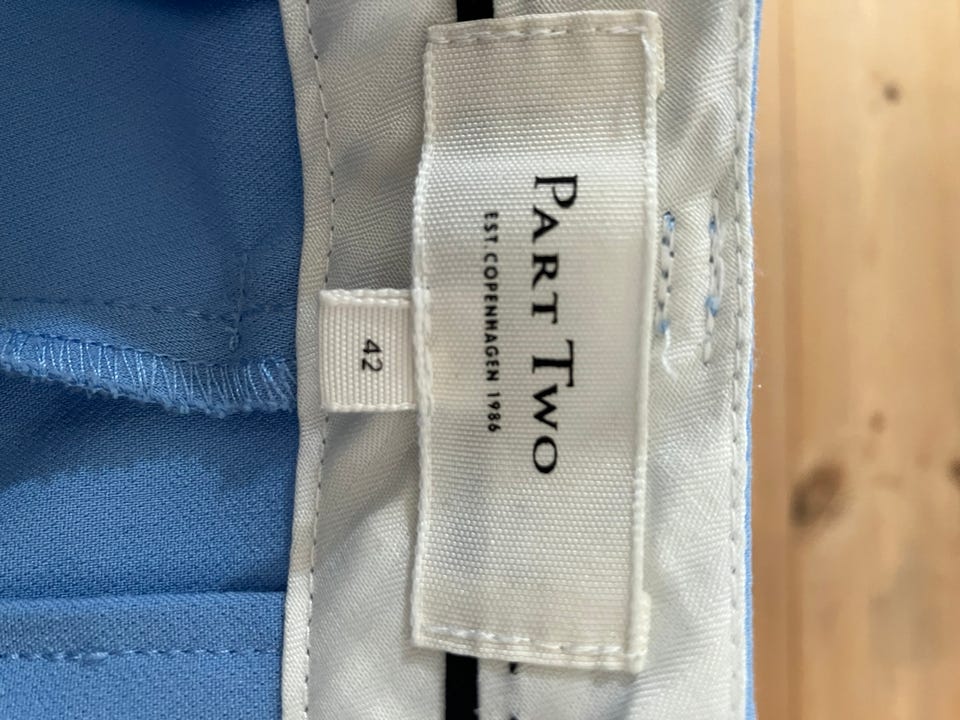 PART TWO
EST. COPENHAGEN 1986
42